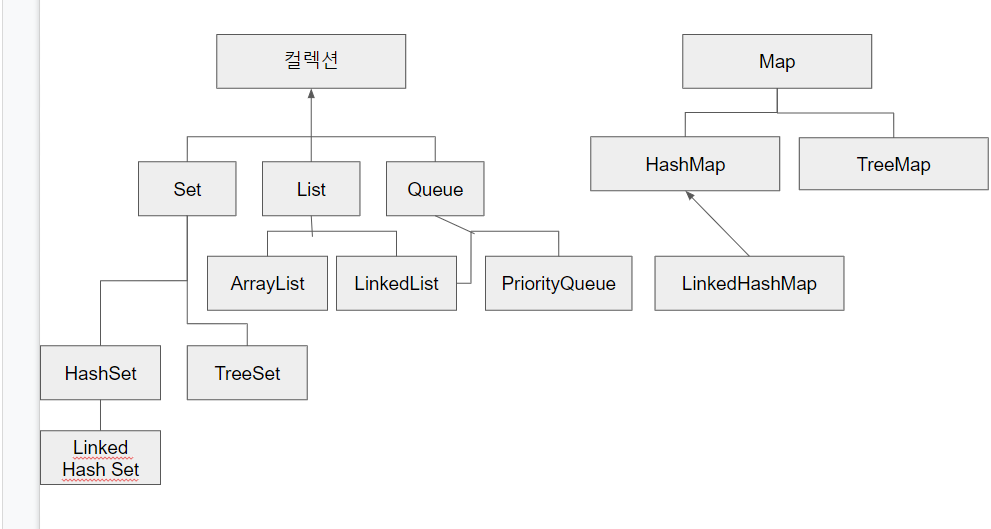 컬렉션
Map
Set
List
Queue
HashMap
TreeMap
ArrayList
LinkedList
PriorityQueue
LinkedHashMap
HashSet
TreeSet
Linked
Hash Set